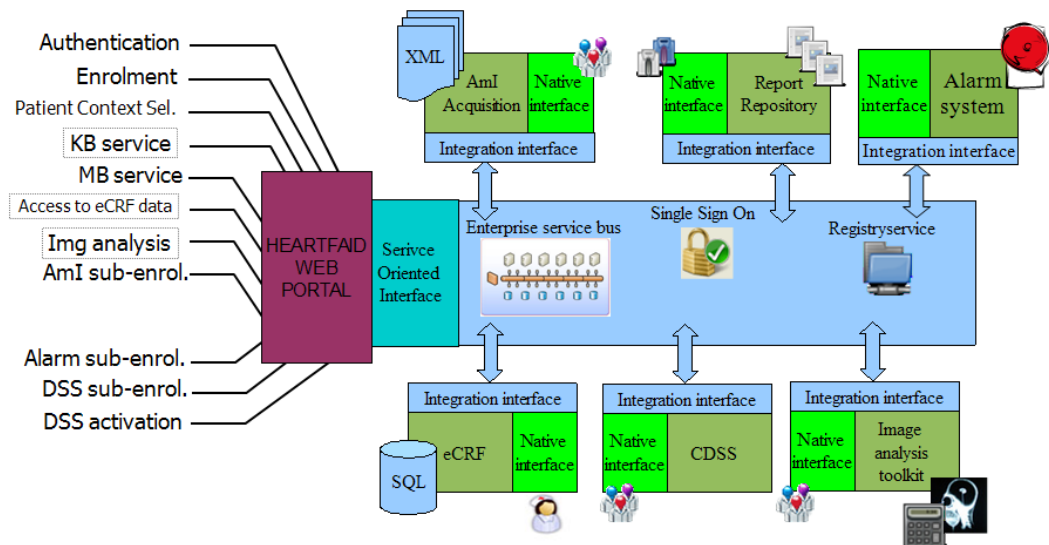 Authentication
Enrolment
Patient Context Sel.
KB service
MB service
Access to eCRF data
Img analysis
AmI sub-enrol.
Alarm sub-enrol.
DSS sub-enrol.
DSS activation
HEARTFAID
WEB
PORTAL
Serivce
Oriented
Interface
XML
AmI
Acquisition
Native
interface
Integration interface
Native
interface
Report
Repository
Integration interface
Native
interface
Alarm
system
Integration interface
Enterprise service bus
Single Sign On
Registryservice
Integration interface
eCRF
Native
interface
SQL
Integration interface
Native
interface
CDSS
Integration interface
Native
interface
Image
analysis
toolkit